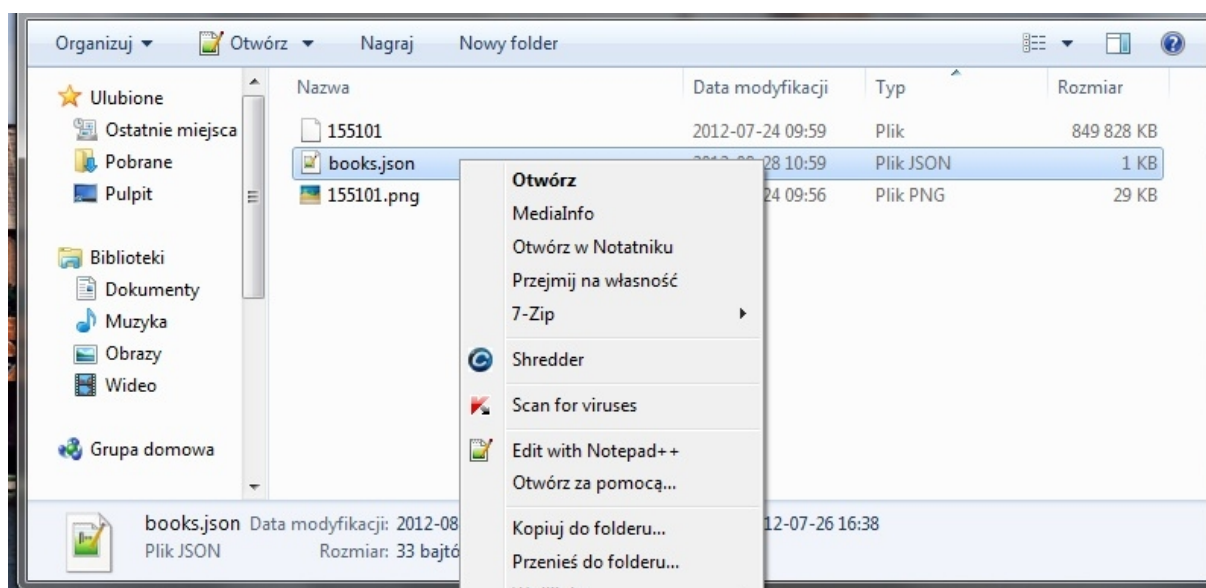 Organizuj Otwórz Nagraj Nowy folder
Ulubione
Ostatnie miejsca
Pobrane
Pulpit
Biblioteki
Dokumenty
Muzyka
Obrazy
Wideo
Grupa domowa
Nazwa Data modyfikacji Typ Rozmiar
155101 2012-07-24 09:59 Plik 849 828 KB
books.json 28 10:59 Plik JSON 1 KB
155101.png 24 09:56 Plik PNG 29 KB
Otwórz
MediaInfo
Otwórz w Notatniku
Przejmij na własność
7-Zip
Shredder
Scan for viruses
Edit with Notepad++
Otwórz za pomocą...
Kopiuj do folderu...
Przenieś do folderu...
books.json Data modyfikacji: 2012-08 12-07-26 16:38
Plik JSON Rozmiar: 33 bajtó